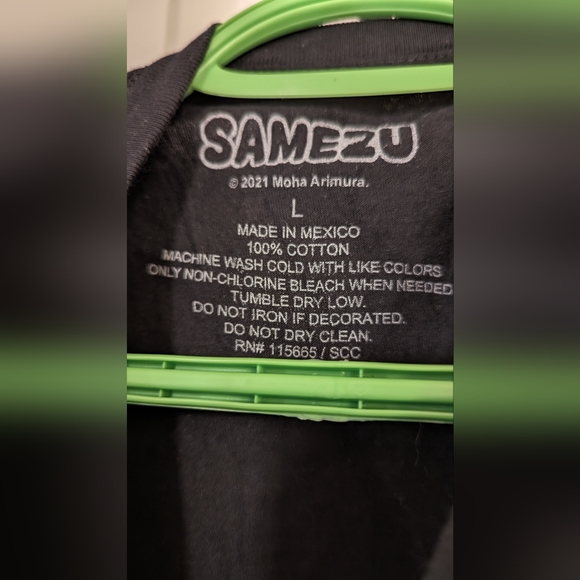 SAMEZU
© 2021 Moha Arimura.
L
MADE IN MEXICO
100% COTTON
MACHINE WASH COLD WITH LIKE COLORS
ONLY NON-CHLORINE BLEACH WHEN NEEDED
TUMBLE DRY LOW.
DO NOT IRON IF DECORATED.
DO NOT DRY CLEAN.
RN# 115665 / SCC